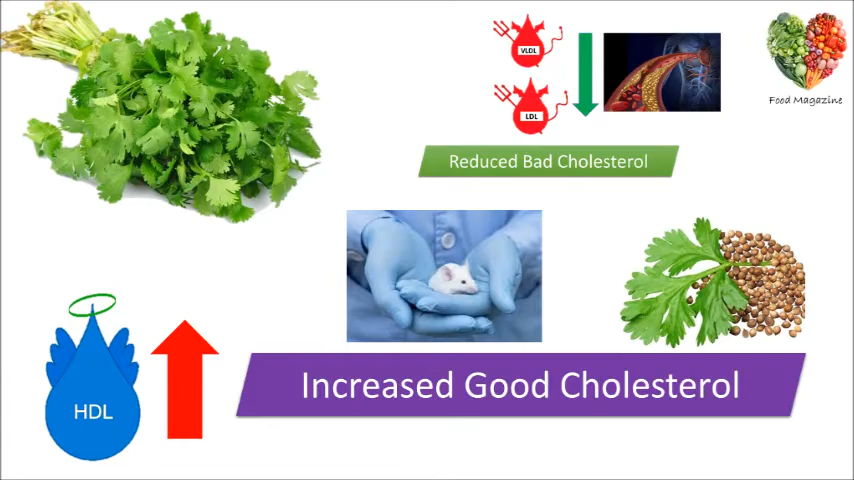 VLDL
LDL
Food Magazine
Reduced Bad Cholesterol
Increased Good Cholesterol
HDL